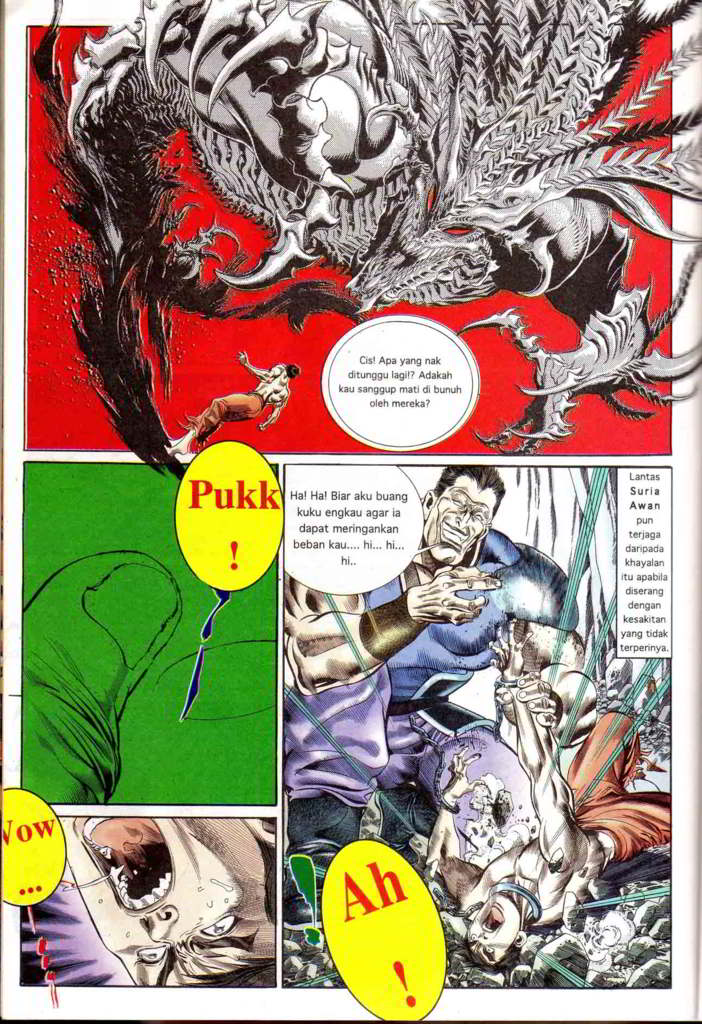 Cis! Apa yang nak
ditunggu lagi!? Adakah
kau sanggup mati di bunuh
oleh mereka?
Pukk
!
Ha! Ha! Biar aku buang
kuku engkau agar ia
dapat meringankan
beban kau.... hi... hi...
hi..
Lantas
Suria
Awan
pun
terjaga
daripada
khayalan
itu apabila
diserang
dengan
kesakitan
yang tidak
terperinya.
Wow
...
Ah
!